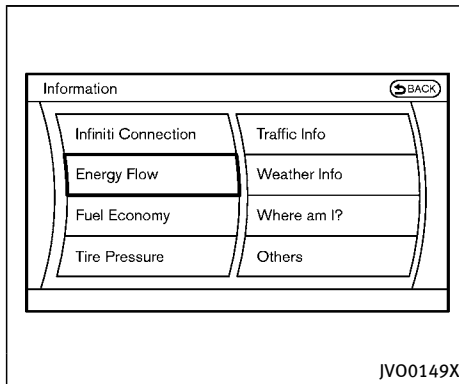 Information
BACK
Infiniti Connection
Energy Flow
Fuel Economy
Tire Pressure
Traffic Info
Weather Info
Where am I?
Others
JVO0149X